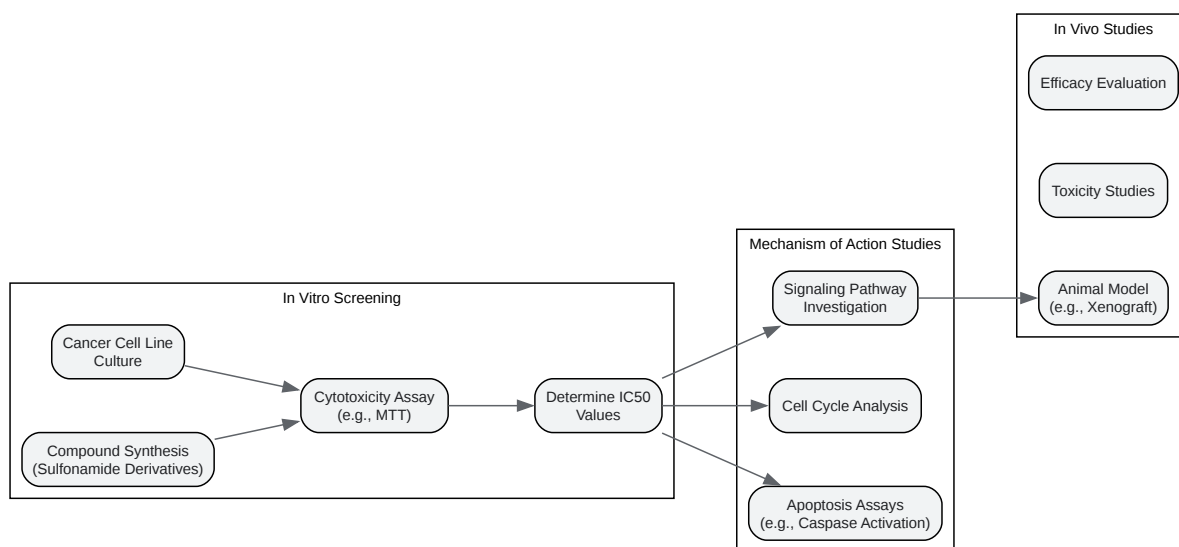 In Vitro Screening
Cancer Cell Line
Culture
Compound Synthesis
(Sulfonamide Derivatives)
Cytotoxicity Assay
(e.g., MTT)
Determine IC50
Values
Mechanism of Action Studies
Signaling Pathway
Investigation
Cell Cycle Analysis
Apoptosis Assays
(e.g., Caspase Activation)
In Vivo Studies
Efficacy Evaluation
Toxicity Studies
Animal Model
(e.g., Xenograft)